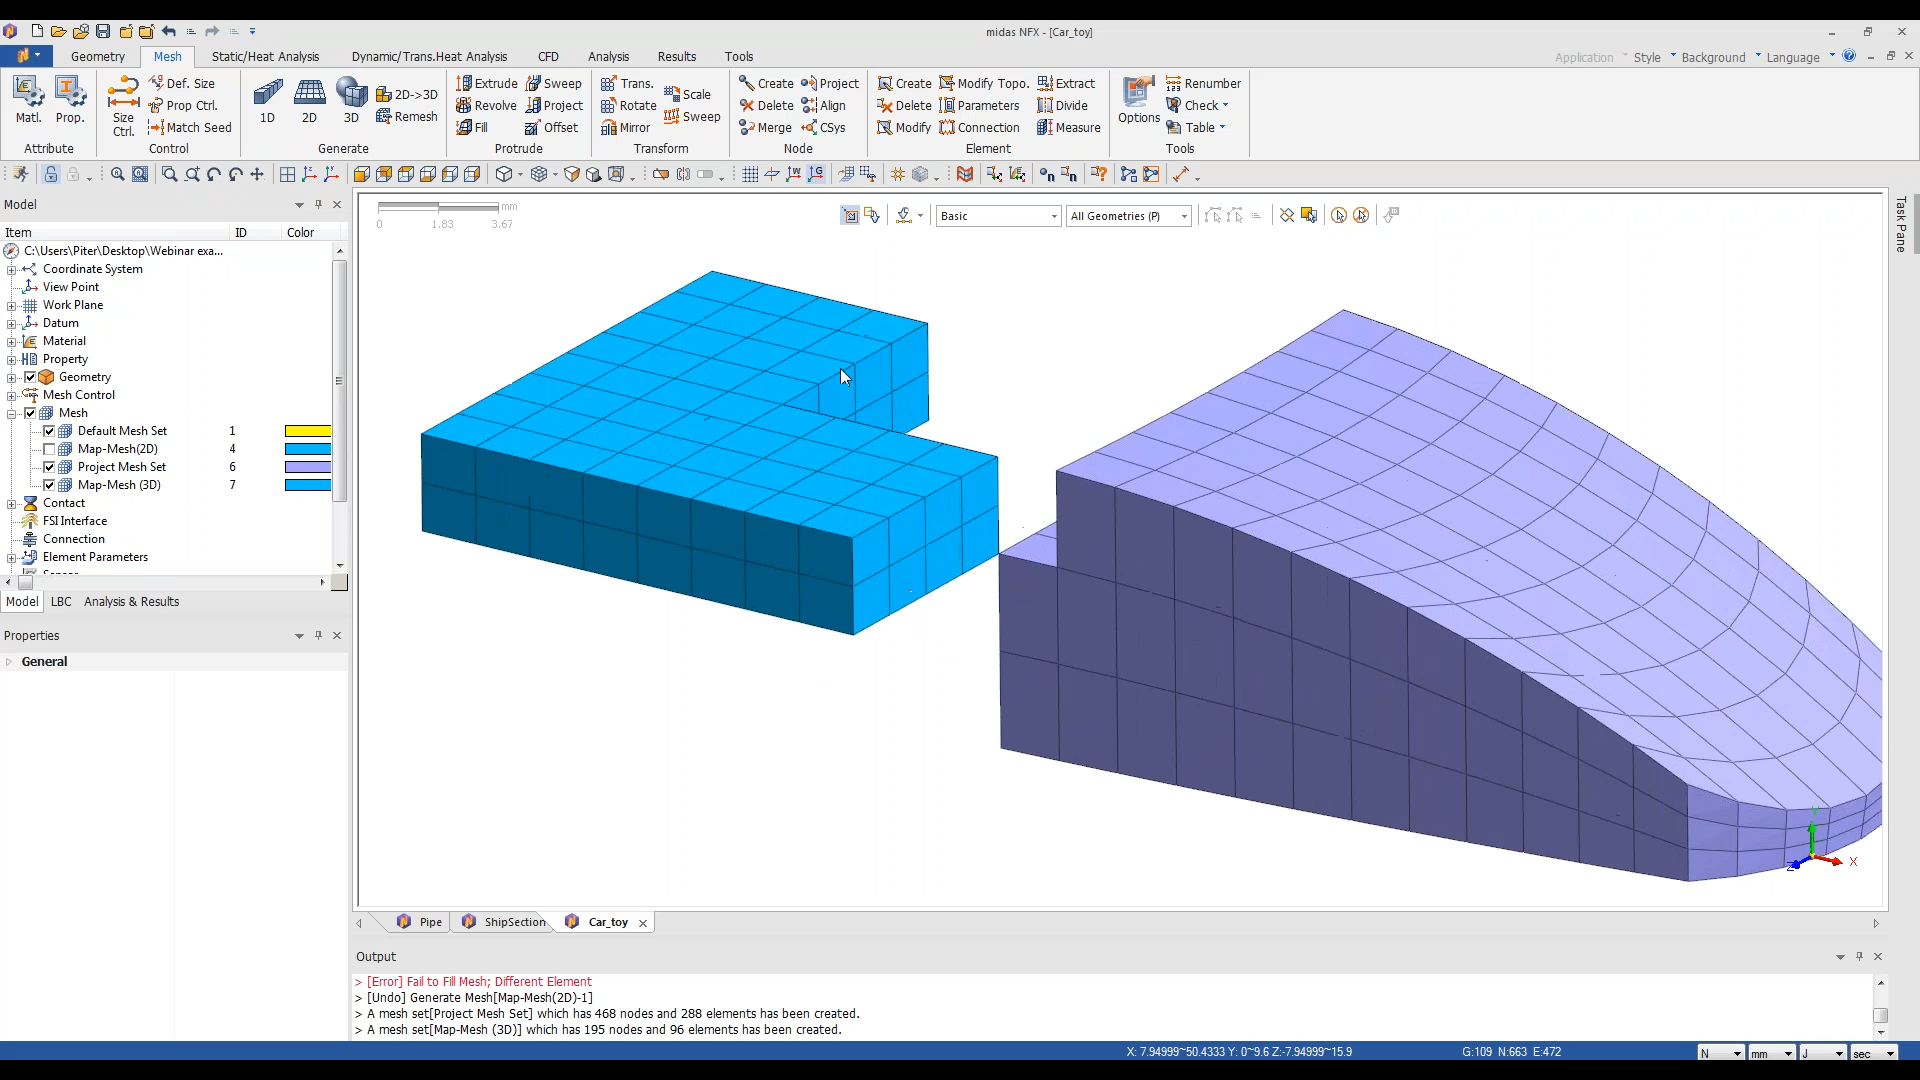 midas NFX - [Car_toy]
Geometry Mesh Static/Heat Analysis Dynamic/Trans.Heat Analysis CFD Analysis Results Tools
Application Style Background Language
Matl. Prop.
Attribute
Size Ctrl. Def. Size Prop Ctrl. Match Seed
Control
1D 2D 3D 2D->3D Remesh
Generate
Extrude Sweep
Revolve Project
Fill Offset
Protrude
Trans. Scale
Rotate Sweep
Mirror
Transform
Create Project
Delete Align
Merge CSys
Node
Create Modify Topo. Extract
Delete Parameters Divide
Modify Connection Measure
Element
Options Renumber
Check
Table
Tools
Model
Item ID Color
C:\Users\Piter\Desktop\Webinar exa...
Coordinate System
View Point
Work Plane
Datum
Material
Property
Geometry
Mesh Control
Mesh
Default Mesh Set 1
Map-Mesh(2D) 4
Project Mesh Set 6
Map-Mesh (3D) 7
Contact
FSI Interface
Connection
Element Parameters
Model LBC Analysis & Results
Properties
General
mm
0 1.83 3.67
Basic All Geometries (P)
Task Pane
Y
X
Z
Pipe ShipSection Car_toy
Output
> [Error] Fail to Fill Mesh; Different Element
> [Undo] Generate Mesh[Map-Mesh(2D)-1]
> A mesh set[Project Mesh Set] which has 468 nodes and 288 elements has been created.
> A mesh set[Map-Mesh (3D)] which has 195 nodes and 96 elements has been created.
X: 7.94999~50.4333 Y: 0~9.6 Z:-7.94999~15.9 G:109 N:663 E:472 N mm J sec